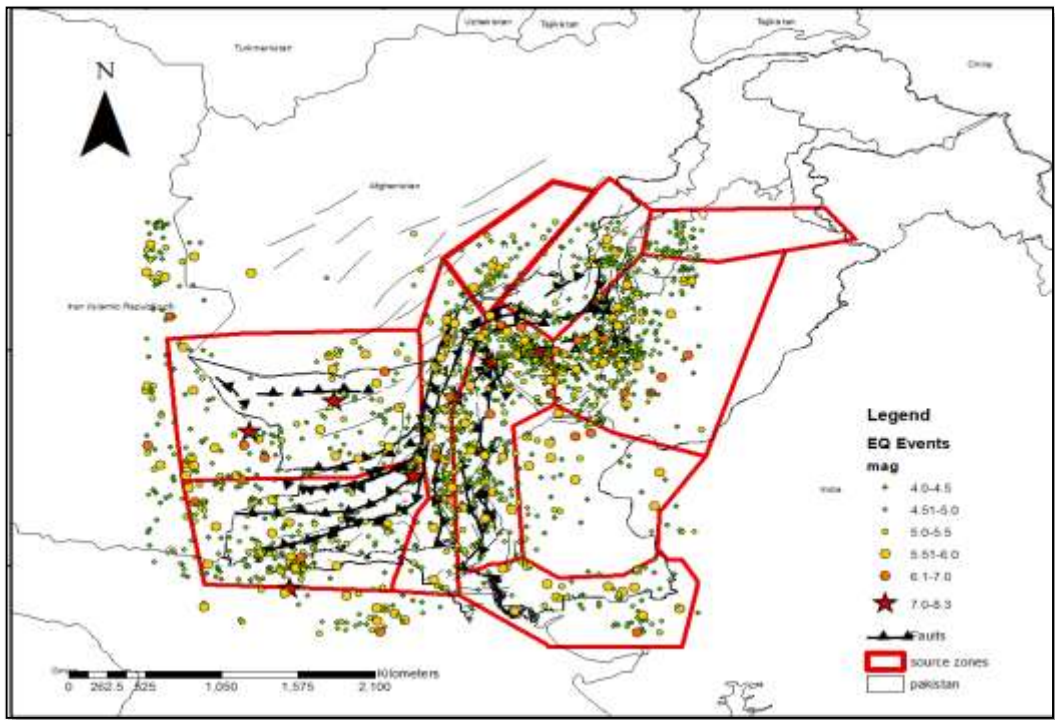 Uzbekistan
Tajikistan
Tajikistan
Turkmenistan
China
N
Afghanistan
Iran (Islamic Republic of)
Legend
EQ Events
mag
4.0-4.5
4.51-5.0
5.0-5.5
5.51-6.0
6.1-7.0
7.0-8.3
Faults
source zones
pakistan
India
Kilometers
0 262.5 525 1,050 1,575 2,100